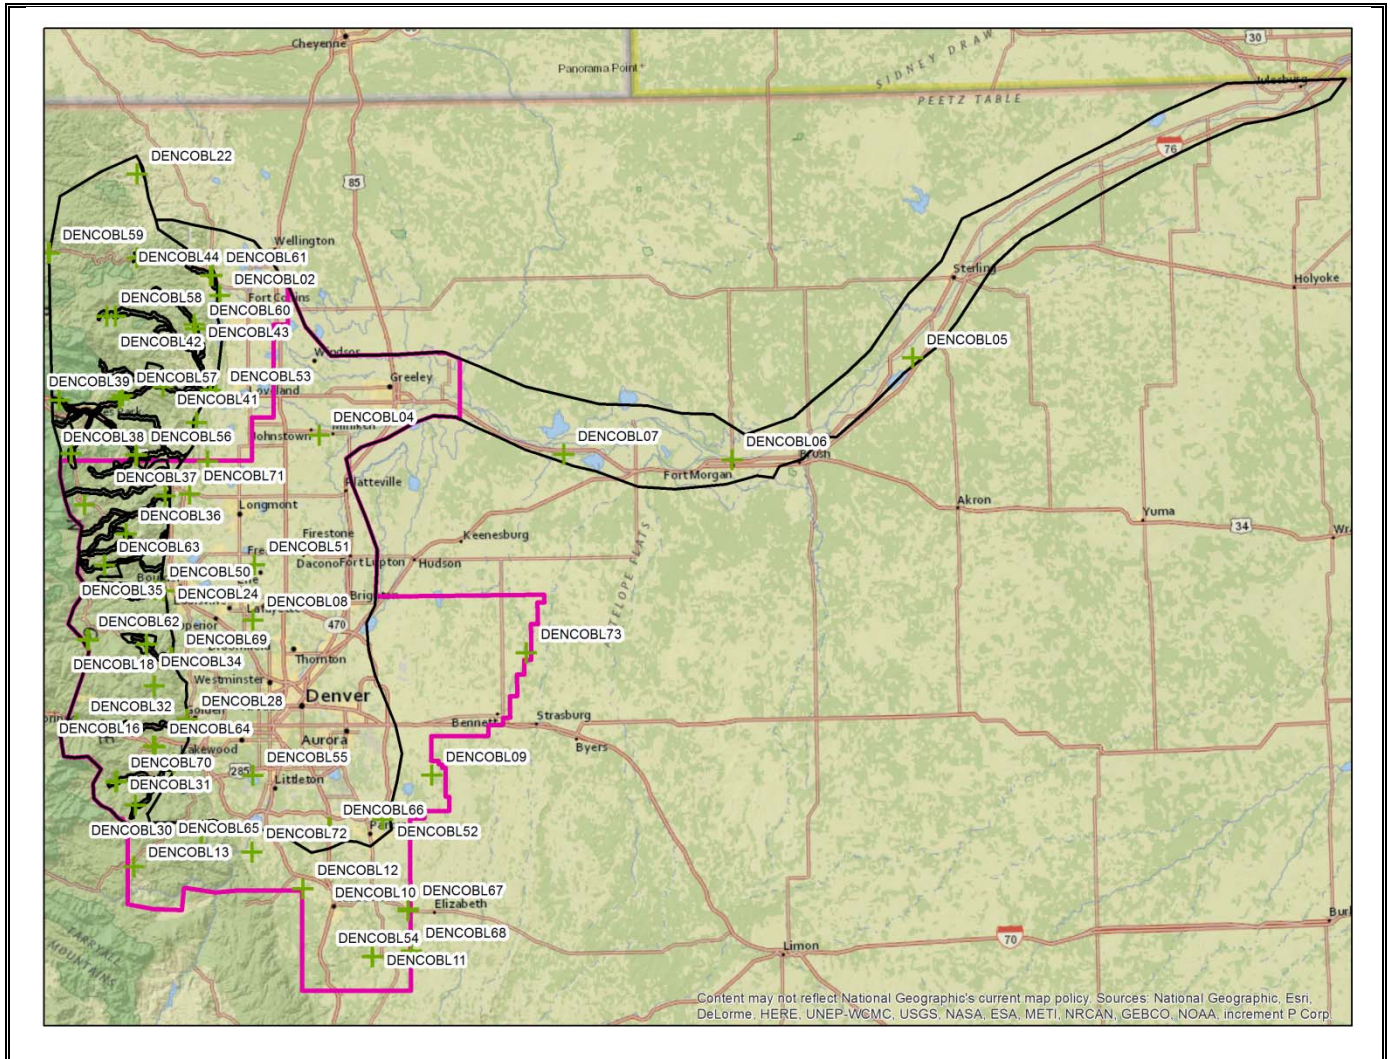 30
Cheyenne
SIDNEY DRAW
Panorama Point
Julesburg
PEETZ TABLE
76
DENCOBL22
85
DENCOBL59
Wellington
DENCOBL44
DENCOBL61
Sterling
Holyoke
DENCOBL02
DENCOBL58
Fort Collins
DENCOBL60
DENCOBL43
DENCOBL42
Windsor
DENCOBL05
DENCOBL39
DENCOBL57
DENCOBL53
Greeley
Loveland
DENCOBL41
DENCOBL04
DENCOBL38
DENCOBL56
Johnstown
Milliken
DENCOBL07
DENCOBL06
Brush
DENCOBL37
DENCOBL71
Fort Morgan
Platteville
DENCOBL36
Longmont
Akron
Yuma
34
Firestone
Keenesburg
DENCOBL63
DENCOBL51
Dacono
Fort Lupton
Hudson
DENCOBL50
DENCOBL35
DENCOBL24
DENCOBL08
Brighton
ANTELOPE FLATS
DENCOBL62
470
DENCOBL69
DENCOBL73
DENCOBL18
DENCOBL34
Thornton
Westminster
Denver
DENCOBL32
DENCOBL28
Bennett
Strasburg
DENCOBL16
DENCOBL64
Aurora
Lakewood
Byers
DENCOBL70
285
DENCOBL55
DENCOBL09
DENCOBL31
Littleton
DENCOBL66
DENCOBL30
DENCOBL65
DENCOBL72
DENCOBL52
DENCOBL13
DENCOBL12
DENCOBL10
DENCOBL67
Elizabeth
DENCOBL54
DENCOBL68
DENCOBL11
Limon
70
TARRYALL
MOUNTAINS
Content may not reflect National Geographic's current map policy. Sources: National Geographic, Esri,
DeLorme, HERE, UNEP-WCMC, USGS, NASA, ESA, METI, NRCAN, GEBCO, NOAA, increment P Corp.